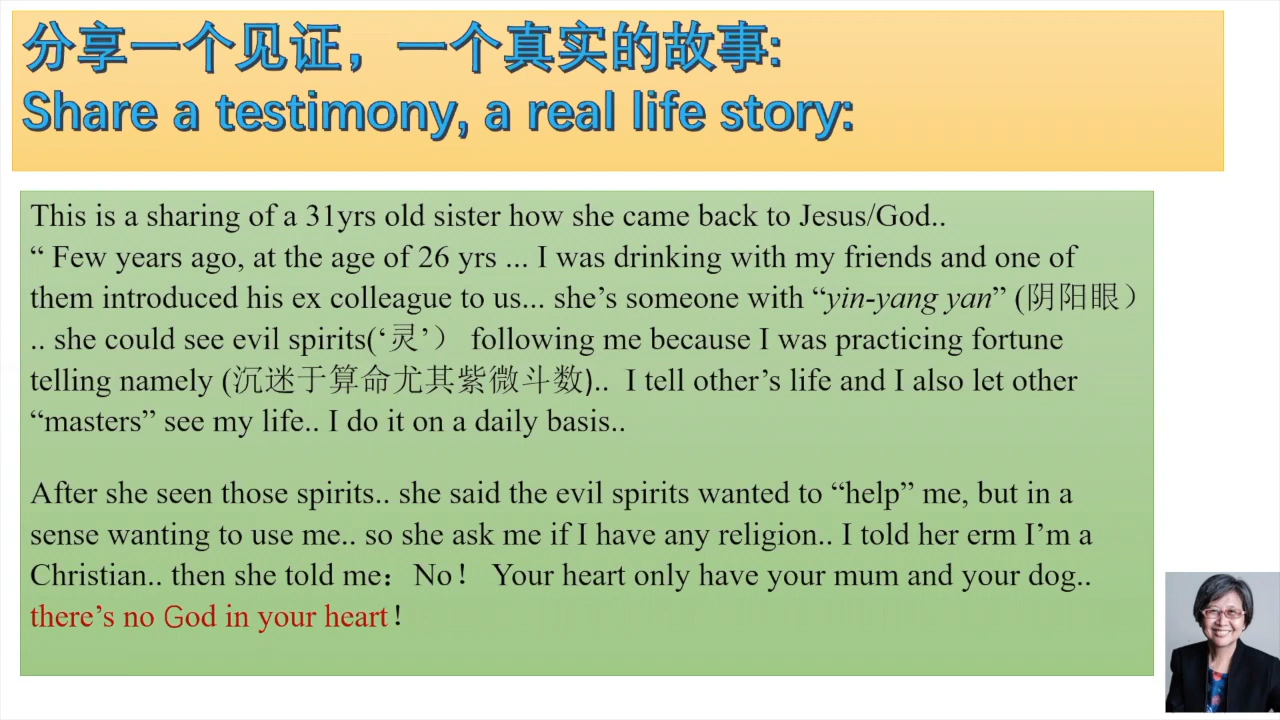 分享一个见证，一个真实的故事:
Share a testimony, a real life story:
This is a sharing of a 31yrs old sister how she came back to Jesus/God..
“ Few years ago, at the age of 26 yrs ... I was drinking with my friends and one of
them introduced his ex colleague to us... she’s someone with “yin-yang yan” (阴阳眼）
.. she could see evil spirits(‘灵’） following me because I was practicing fortune
telling namely (沉迷于算命尤其紫微斗数).. I tell other’s life and I also let other
“masters” see my life.. I do it on a daily basis..
After she seen those spirits.. she said the evil spirits wanted to “help” me, but in a
sense wanting to use me.. so she ask me if I have any religion.. I told her erm I’m a
Christian.. then she told me：No！ Your heart only have your mum and your dog..
there’s no God in your heart！